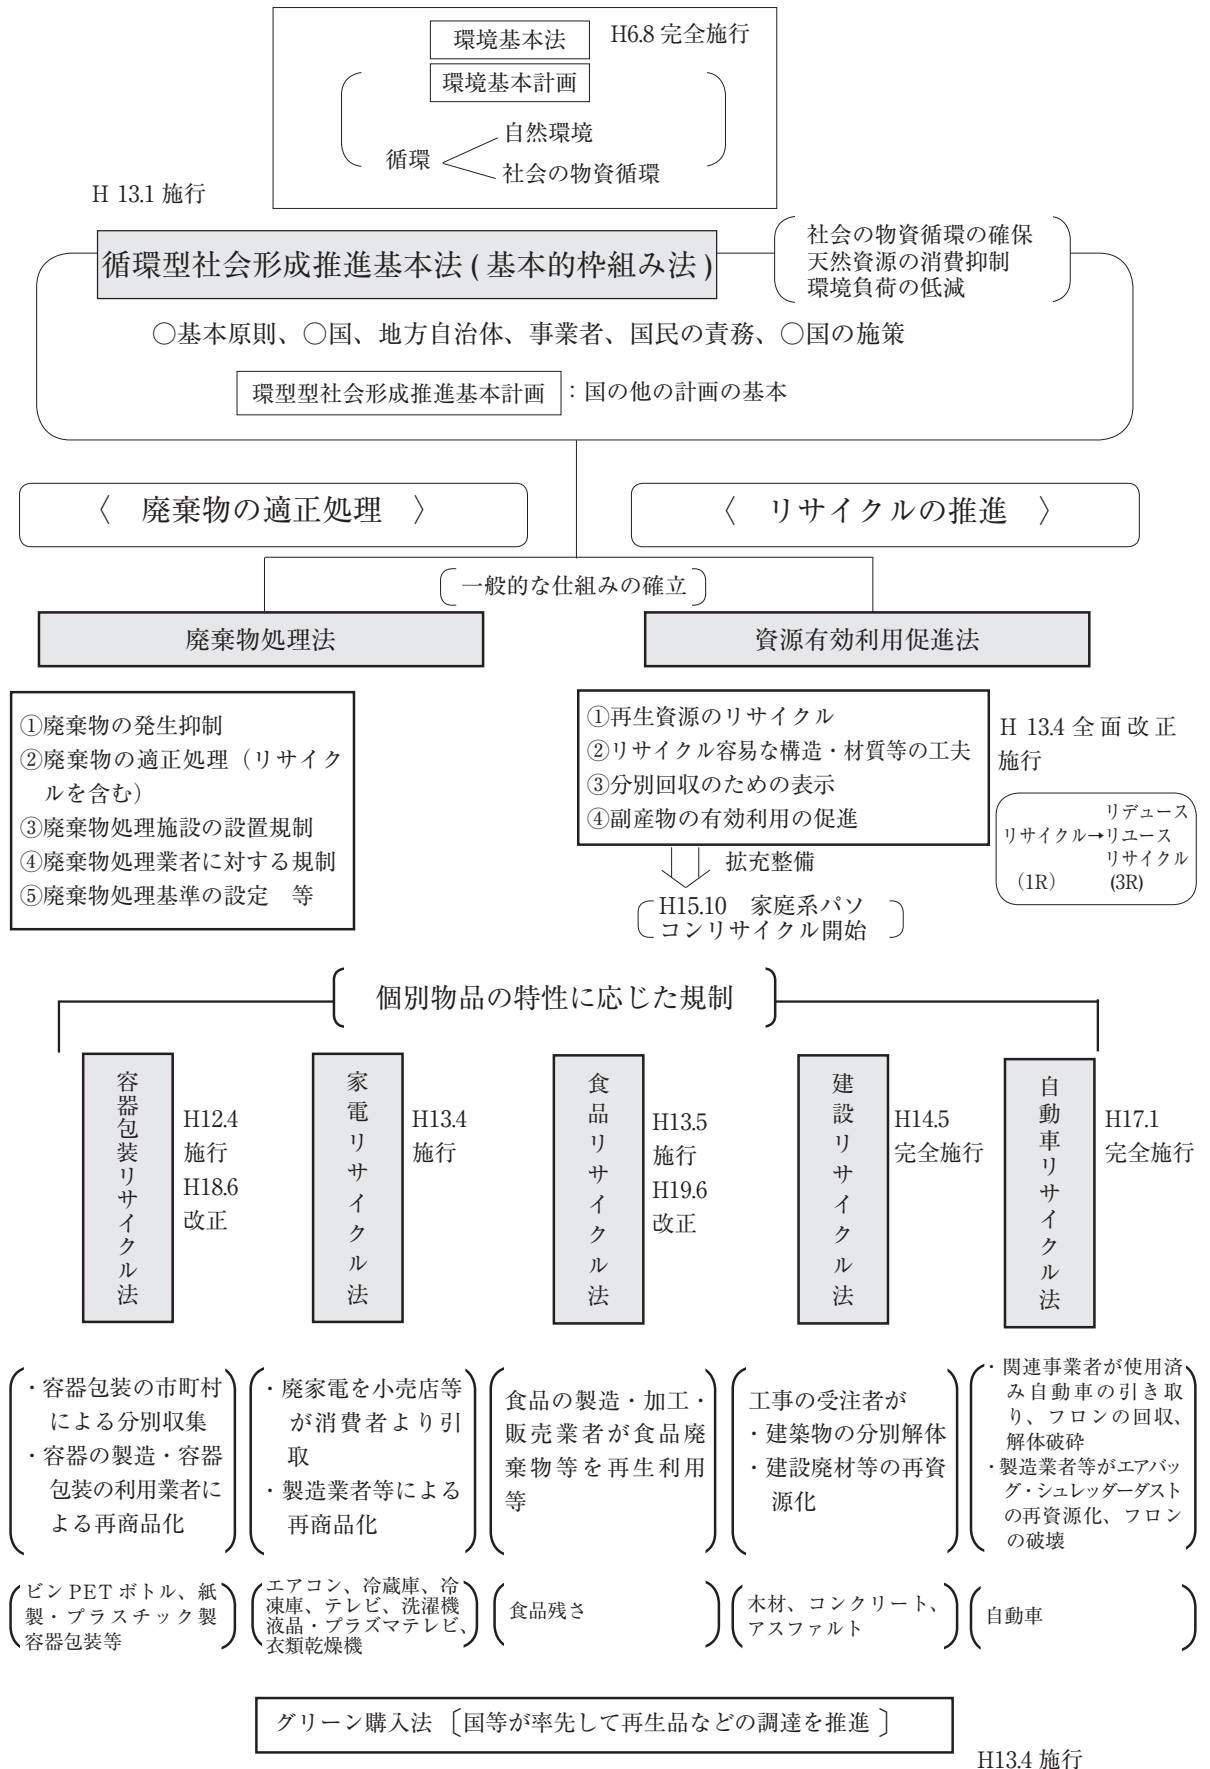 環境基本法
H6.8 完全施行
環境基本計画
循環
自然環境
社会の物資循環
H 13.1 施行
循環型社会形成推進基本法 ( 基本的枠組み法 )
社会の物資循環の確保
天然資源の消費抑制
環境負荷の低減
〇基本原則、〇国、地方自治体、事業者、国民の責務、〇国の施策
環型型社会形成推進基本計画
：国の他の計画の基本
〈 廃棄物の適正処理 〉
〈 リサイクルの推進 〉
一般的な仕組みの確立
廃棄物処理法
①廃棄物の発生抑制
②廃棄物の適正処理（リサイク
ルを含む）
③廃棄物処理施設の設置規制
④廃棄物処理業者に対する規制
⑤廃棄物処理基準の設定　等
資源有効利用促進法
①再生資源のリサイクル
②リサイクル容易な構造・材質等の工夫
③分別回収のための表示
④副産物の有効利用の促進
H 13.4 全面改正
施行
リデュース
リサイクル→リユース
リサイクル
（1R）
(3R)
拡充整備
H15.10　家庭系パソ
コンリサイクル開始
個別物品の特性に応じた規制
容器包装リサイクル法
H12.4
施行
H18.6
改正
家電リサイクル法
H13.4
施行
食品リサイクル法
H13.5
施行
H19.6
改正
建設リサイクル法
H14.5
完全施行
自動車リサイクル法
H17.1
完全施行
・容器包装の市町村
による分別収集
・容器の製造・容器
包装の利用業者に
よる再商品化
・廃家電を小売店等
が消費者より引
取
・製造業者等による
再商品化
食品の製造・加工・
販売業者が食品廃
棄物等を再生利用
等
工事の受注者が
・建築物の分別解体
・建設廃材等の再資
源化
・関連事業者が使用済
み自動車の引き取
り、フロンの回収、
解体破砕
・製造業者等がエアバッ
グ・シュレッダーダスト
の再資源化、フロン
の破壊
ビン PET ボトル、紙
製・プラスチック製
容器包装等
エアコン、冷蔵庫、冷
凍庫、テレビ、洗濯機
液晶・プラズマテレビ、
衣類乾燥機
食品残さ
木材、コンクリート、
アスファルト
自動車
グリーン購入法 〔国等が率先して再生品などの調達を推進 〕
H13.4 施行